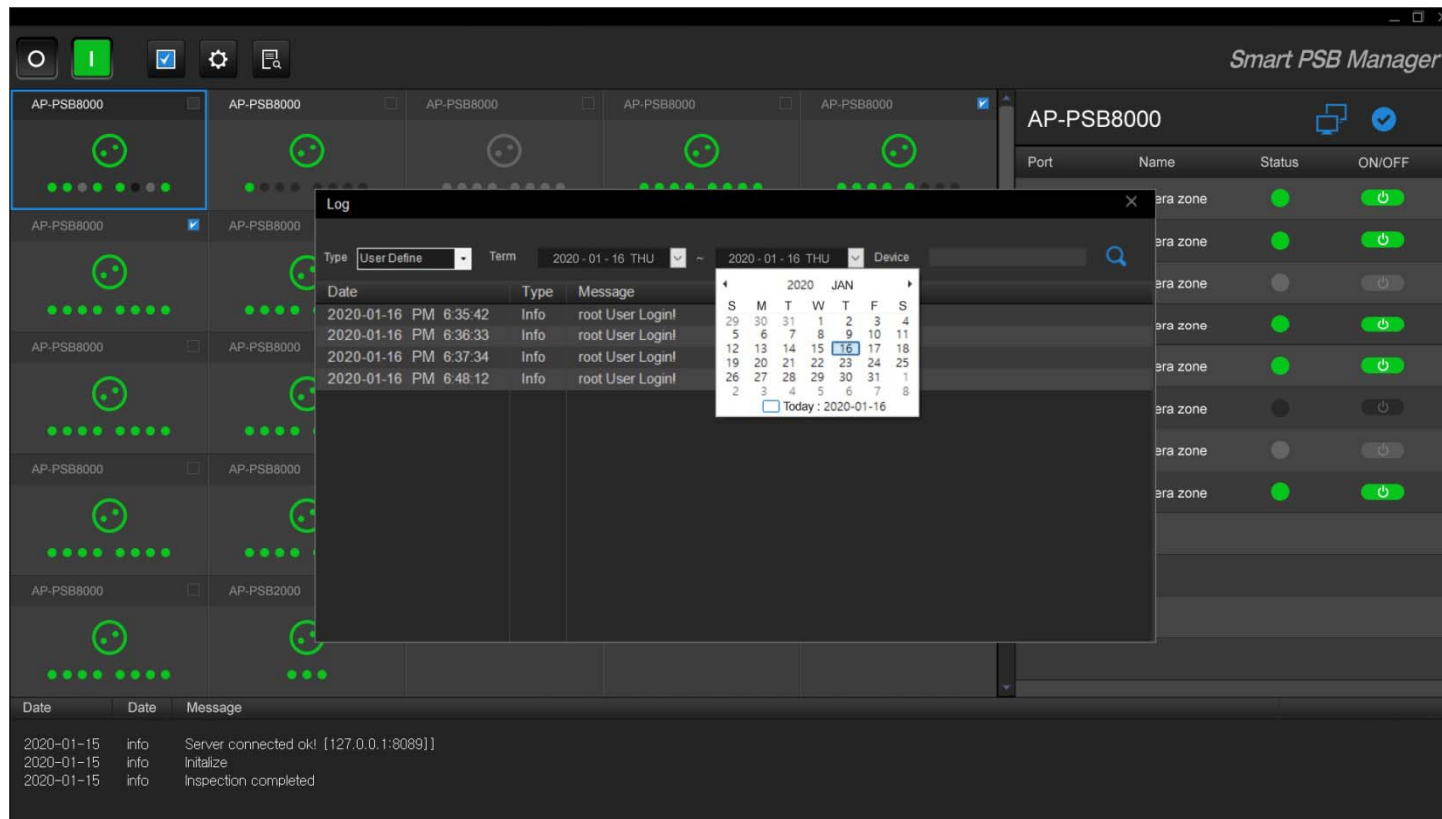 Smart PSB Manager
AP-PSB8000 AP-PSB8000 AP-PSB8000 AP-PSB8000 AP-PSB8000
AP-PSB8000
Port Name Status ON/OFF
era zone
era zone
era zone
era zone
era zone
era zone
era zone
era zone
AP-PSB8000 AP-PSB8000
AP-PSB8000 AP-PSB8000
AP-PSB8000 AP-PSB8000
AP-PSB8000 AP-PSB2000
Log
Type User Define Term 2020 - 01 - 16 THU ~ 2020 - 01 - 16 THU Device
Date Type Message
2020-01-16 PM 6:35:42 Info root User Login!
2020-01-16 PM 6:36:33 Info root User Login!
2020-01-16 PM 6:37:34 Info root User Login!
2020-01-16 PM 6:48:12 Info root User Login!
2020 JAN
S M T W T F S
29 30 31 1 2 3 4
5 6 7 8 9 10 11
12 13 14 15 16 17 18
19 20 21 22 23 24 25
26 27 28 29 30 31 1
2 3 4 5 6 7 8
Today : 2020-01-16
Date Date Message
2020-01-15 info Server connected ok! [127.0.0.1:8089]]
2020-01-15 info Initalize
2020-01-15 info Inspection completed